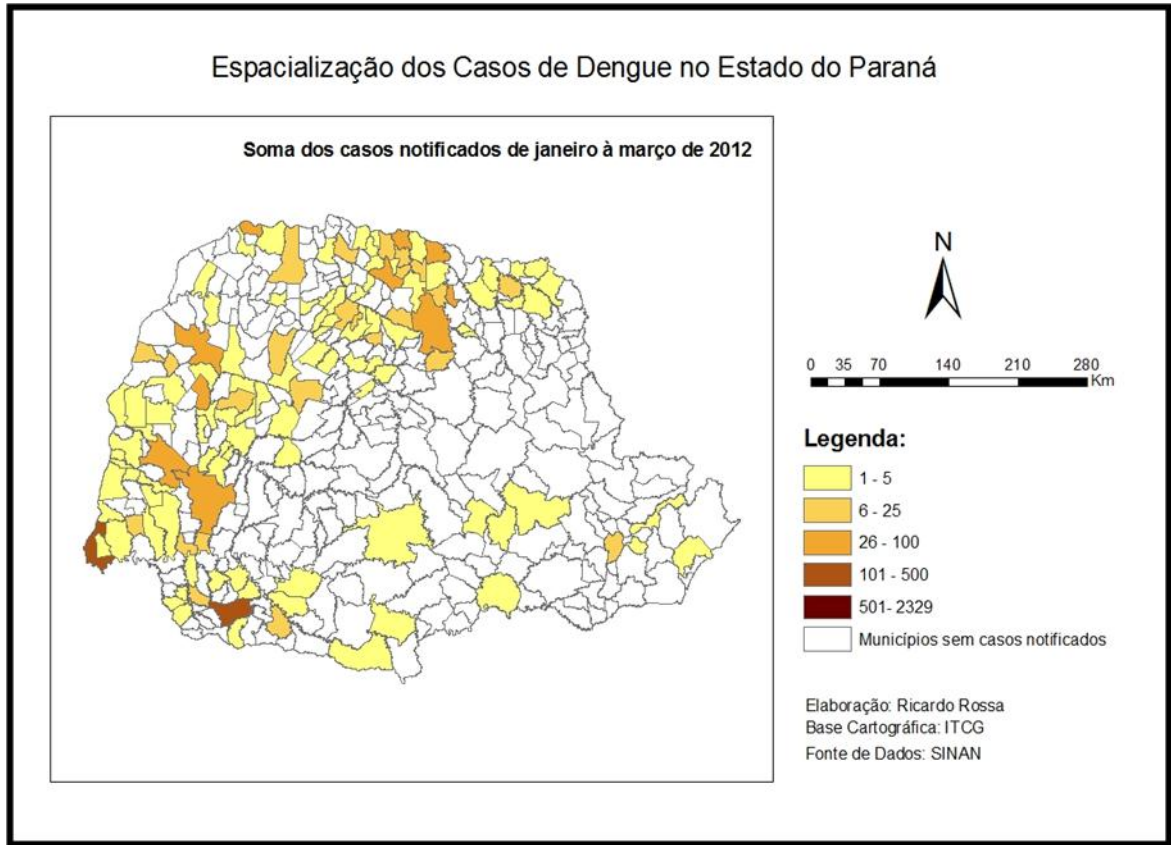 Espacialização dos Casos de Dengue no Estado do Paraná
Soma dos casos notificados de janeiro à março de 2012
N
0 35 70 140 210 280
Km
Legenda:
1 - 5
6 - 25
26 - 100
101 - 500
501- 2329
Municípios sem casos notificados
Elaboração: Ricardo Rossa
Base Cartográfica: ITCG
Fonte de Dados: SINAN